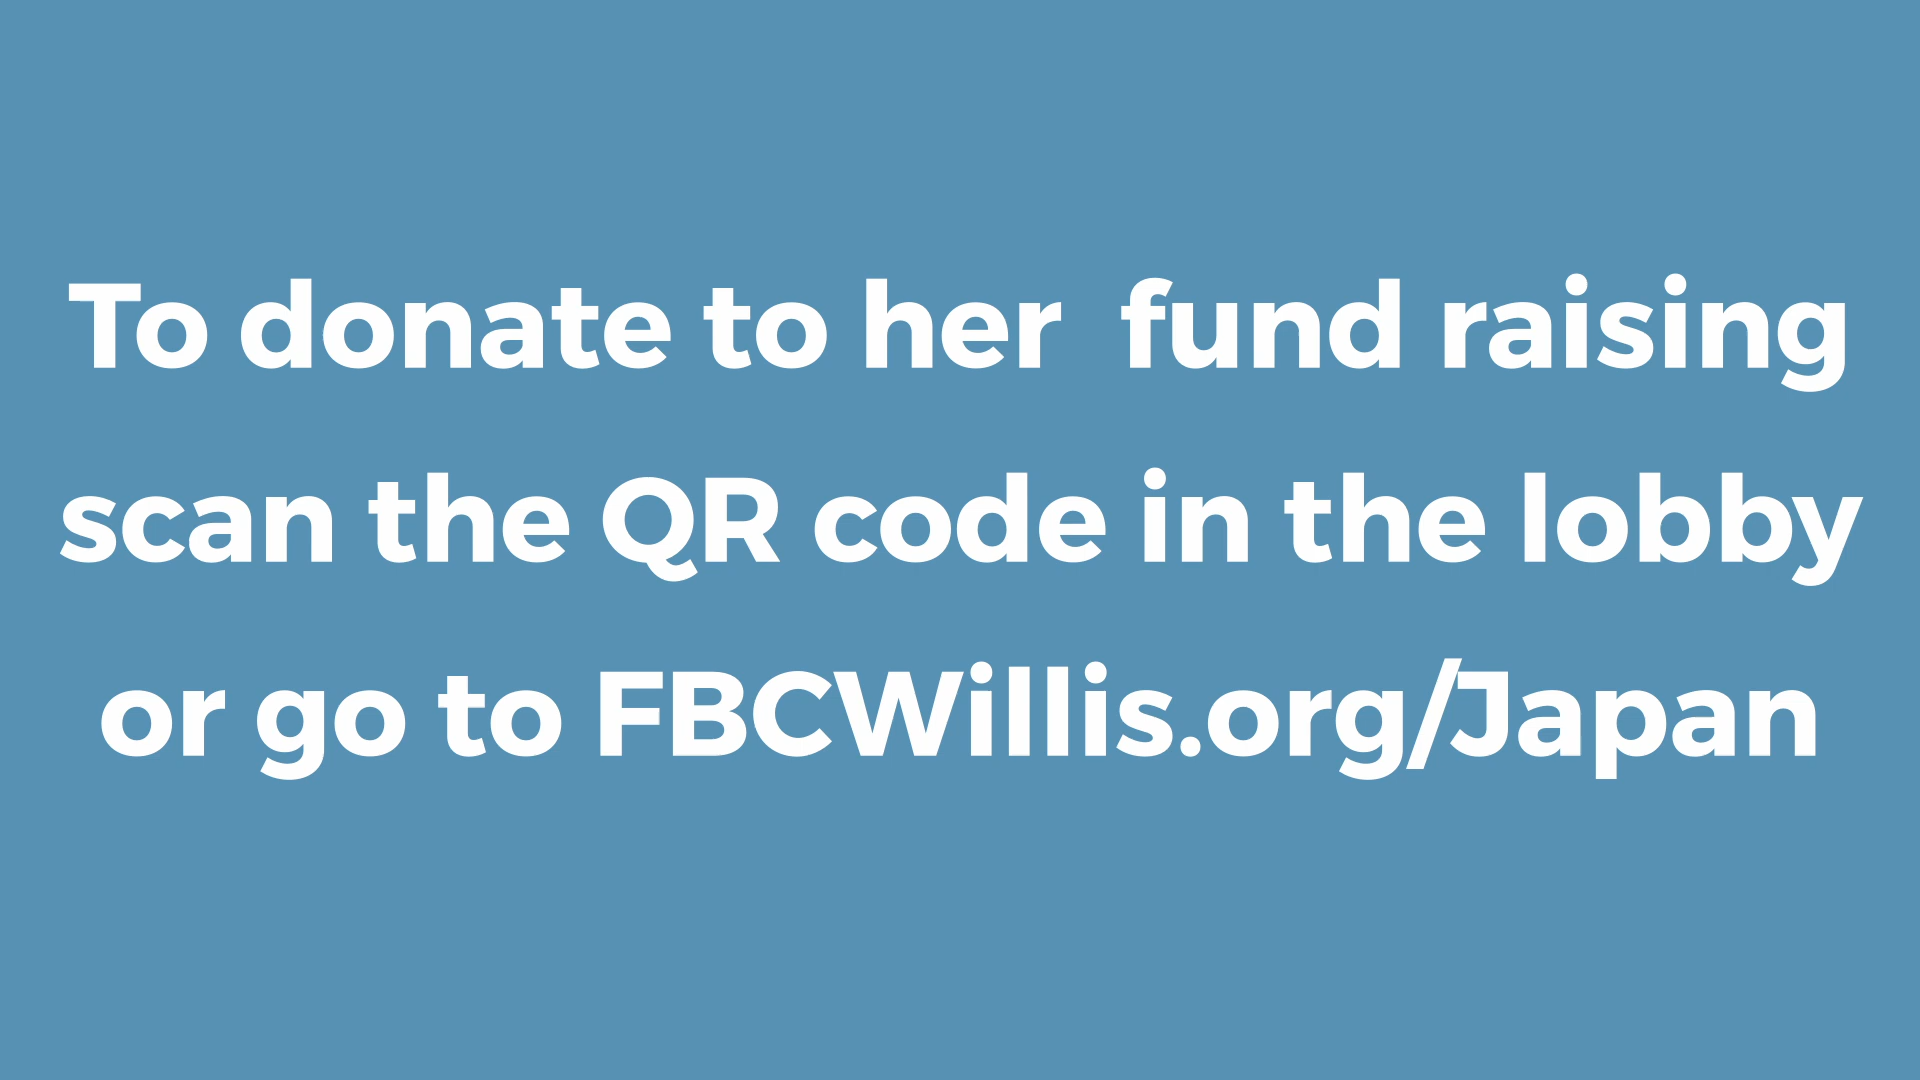 To donate to her  fund raising
scan the QR code in the lobby
or go to FBCWillis.org/Japan